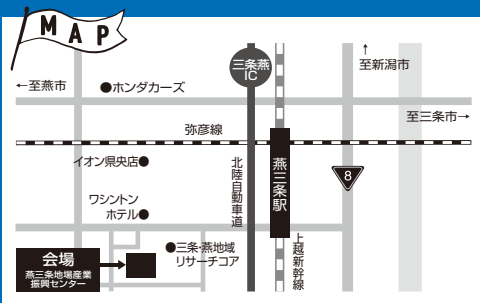 MAP
三条燕
IC
↑
至新潟市
←至燕市
●ホンダカーズ
至三条市→
弥彦線
イオン県央店●
北陸自動車道
燕三条駅
8
ワシントン
ホテル●
●三条・燕地域
リサーチコア
上越新幹線
会場
燕三条地場産業
振興センター